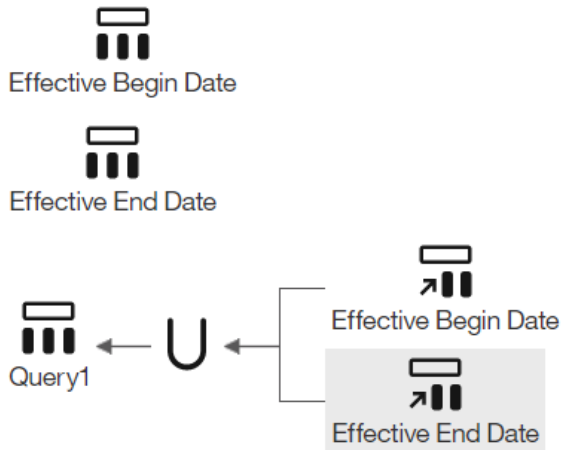 Effective Begin Date
Effective End Date
Effective Begin Date
Query1
Effective End Date